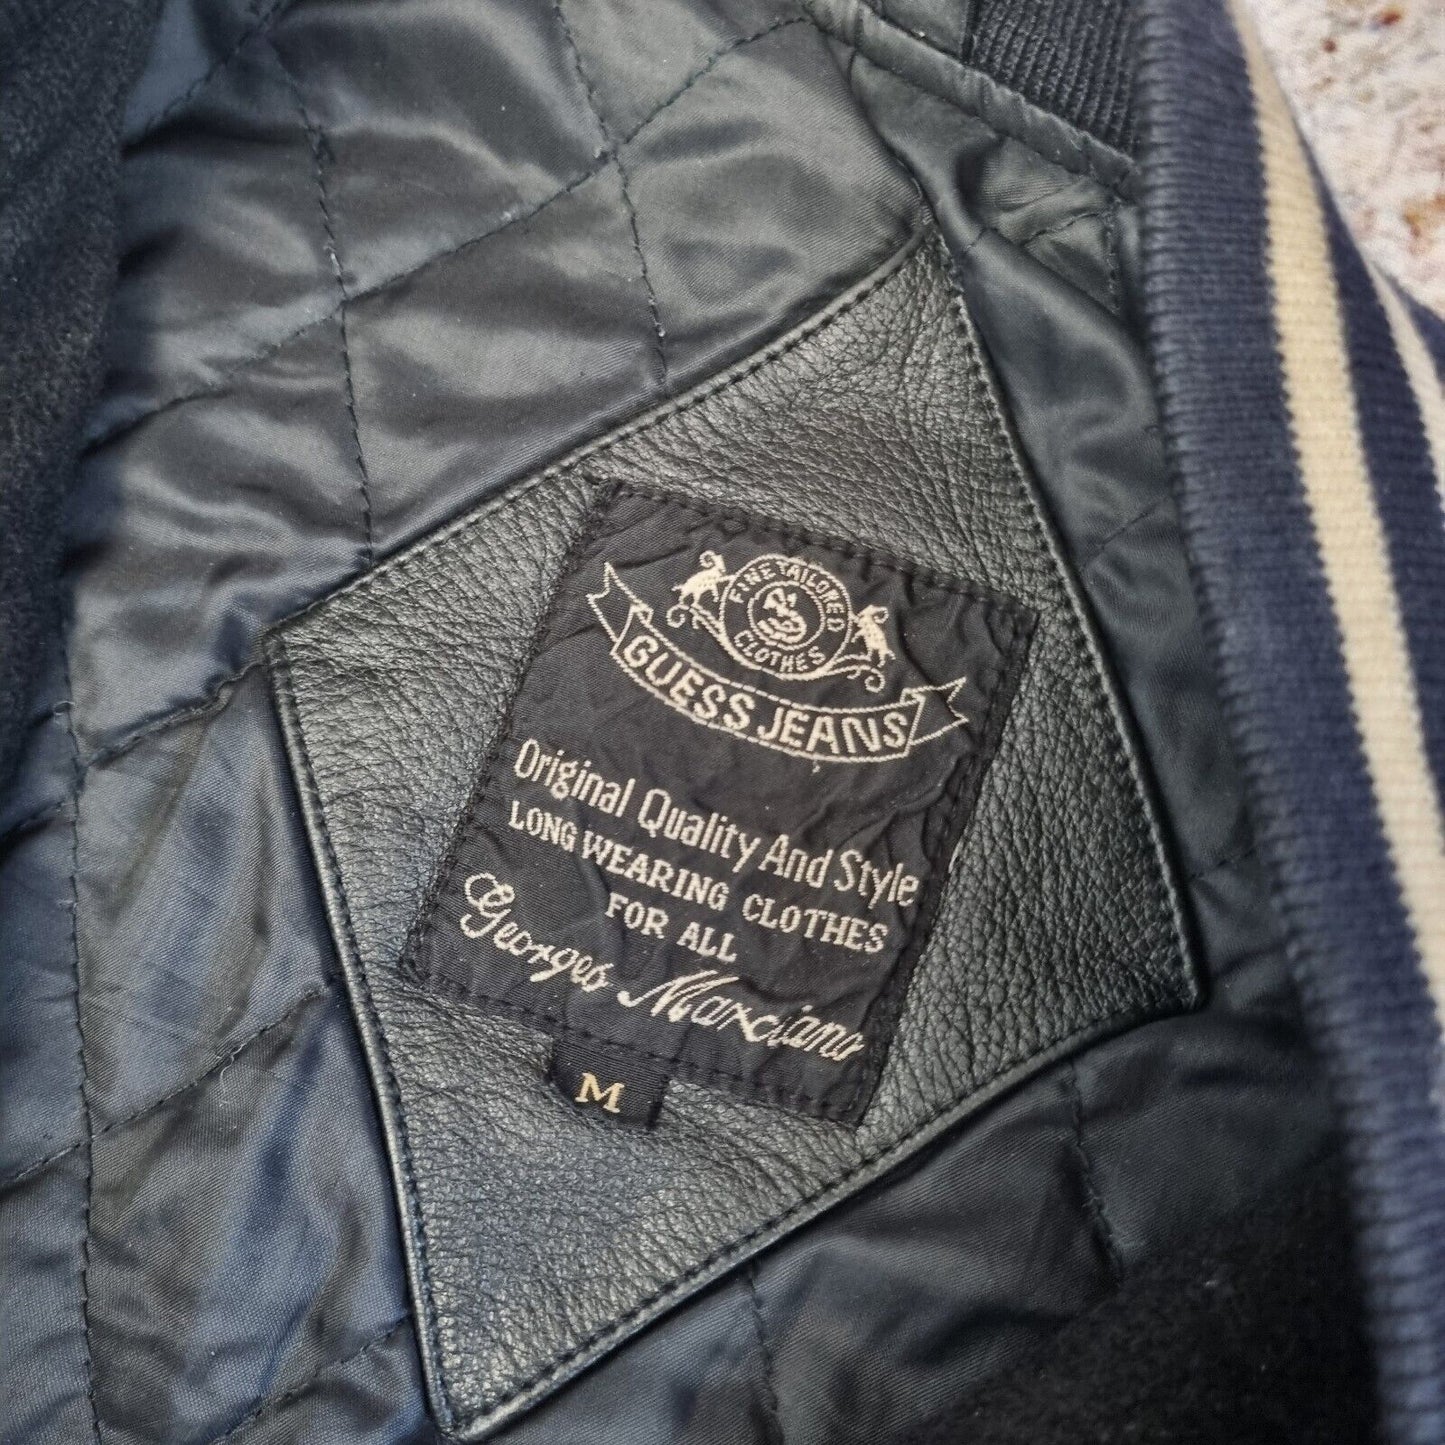 FINE TAILORED
CLOTHES
GUESS JEANS
Original Quality And Style
LONG WEARING CLOTHES
FOR ALL
Georges Marciano
M